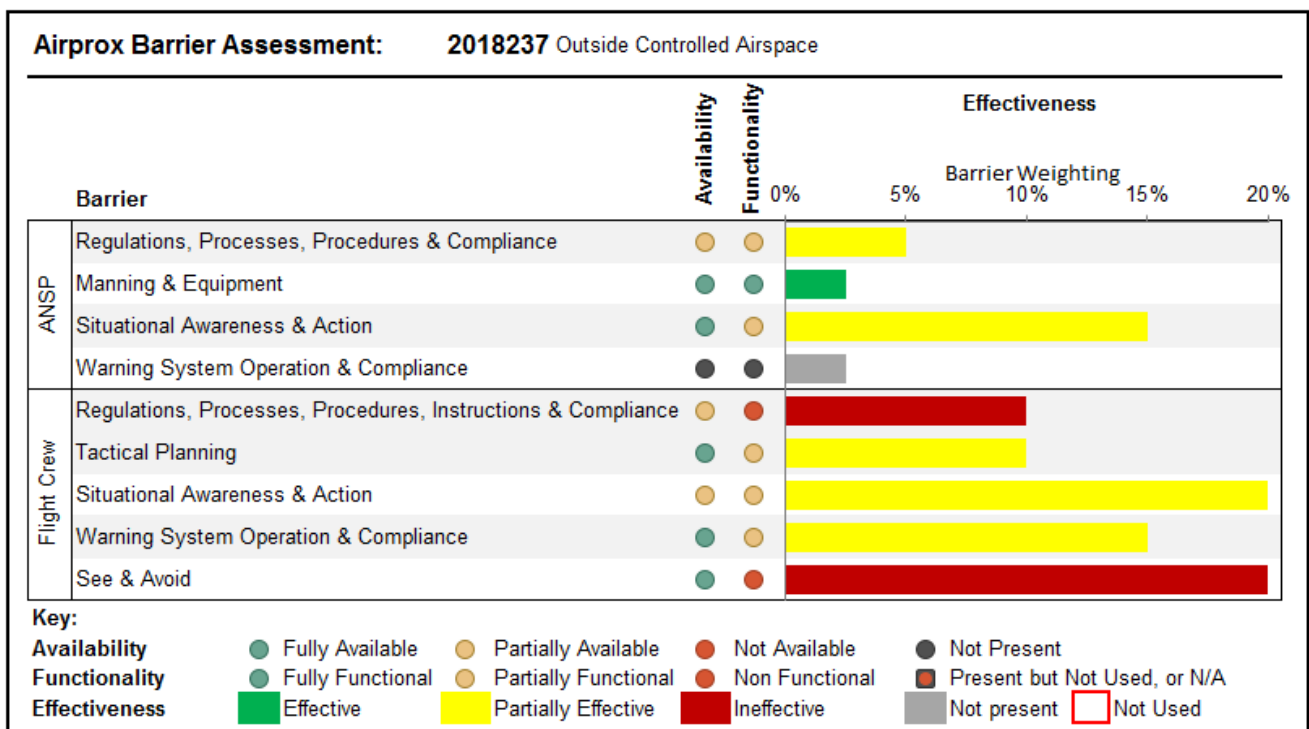 Airprox Barrier Assessment: 2018237 Outside Controlled Airspace
Availability
Functionality
Effectiveness
Barrier Weighting
Barrier
0% 5% 10% 15% 20%
ANSP
Regulations, Processes, Procedures & Compliance
Manning & Equipment
Situational Awareness & Action
Warning System Operation & Compliance
Flight Crew
Regulations, Processes, Procedures, Instructions & Compliance
Tactical Planning
Situational Awareness & Action
Warning System Operation & Compliance
See & Avoid
Key:
Availability Fully Available Partially Available Not Available Not Present
Functionality Fully Functional Partially Functional Non Functional Present but Not Used, or N/A
Effectiveness Effective Partially Effective Ineffective Not present Not Used